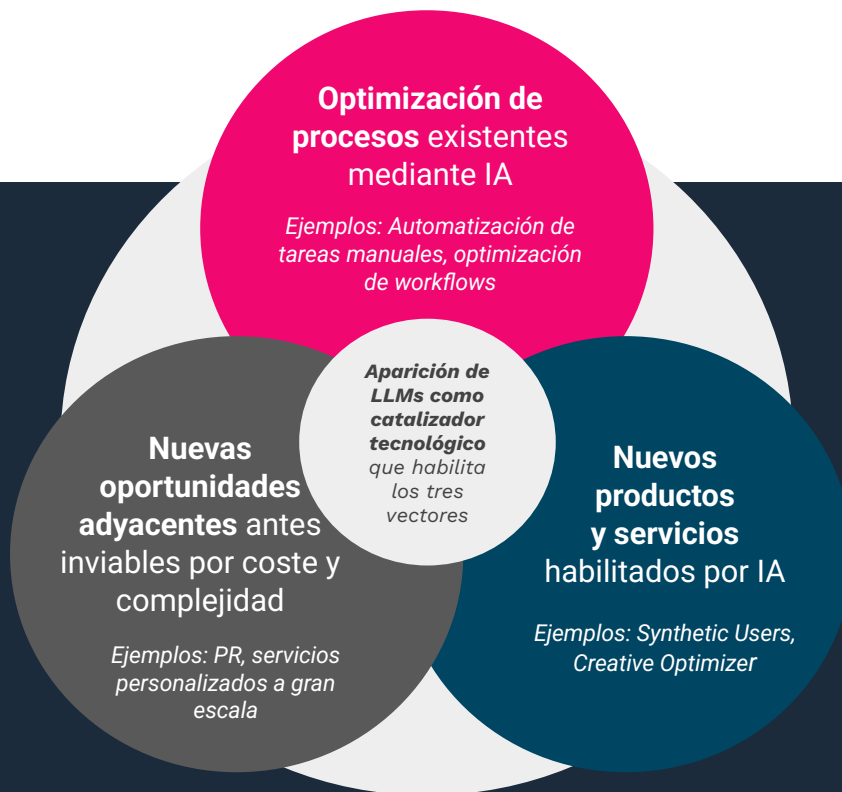 Optimización de
procesos existentes
mediante IA
Ejemplos: Automatización de
tareas manuales, optimización
de workflows
Aparición de
LLMs como
catalizador
tecnológico
que habilita
los tres
vectores
Nuevas
oportunidades
adyacentes antes
inviables por coste y
complejidad
Ejemplos: PR, servicios
personalizados a gran
escala
Nuevos
productos
y servicios
habilitados por IA
Ejemplos: Synthetic Users,
Creative Optimizer